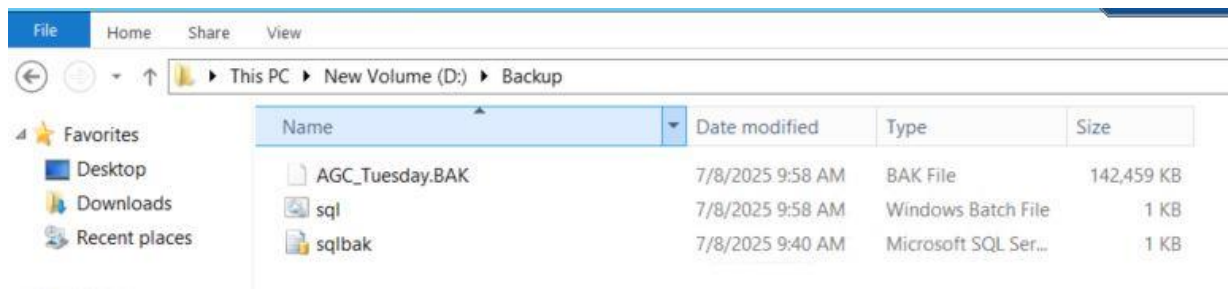 File Home Share View
This PC New Volume (D:) Backup
Favorites
Desktop
Downloads
Recent places
Name Date modified Type Size
AGC_Tuesday.BAK 7/8/2025 9:58 AM BAK File 142,459 KB
sql 7/8/2025 9:58 AM Windows Batch File 1 KB
sqlbak 7/8/2025 9:40 AM Microsoft SQL Ser... 1 KB